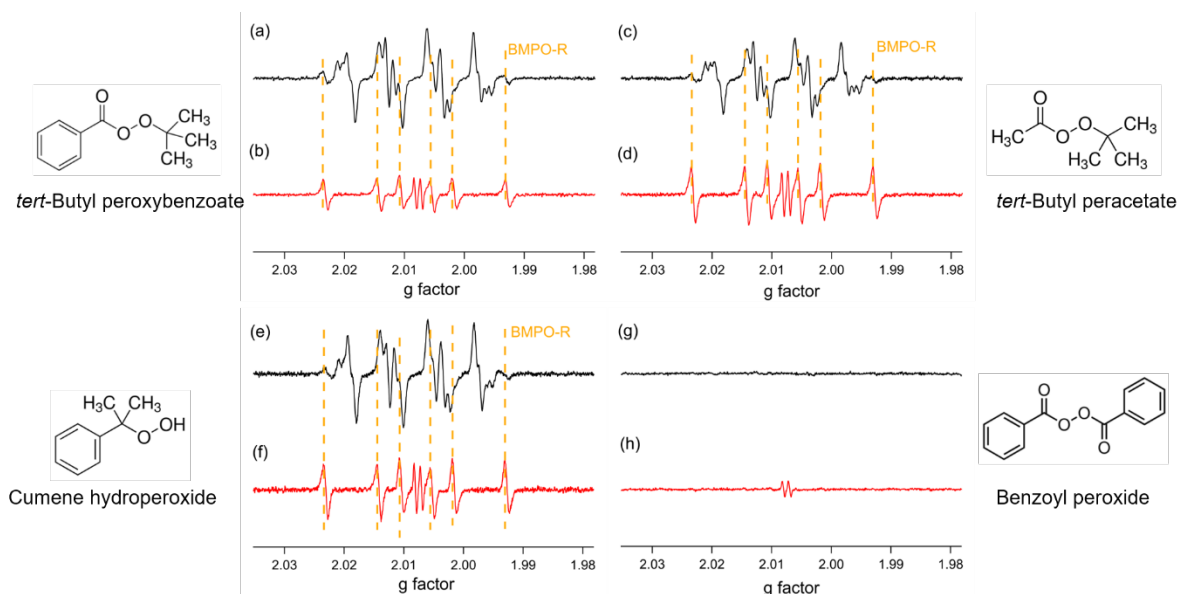 (a)
BMPO-R
(b)
2.03 2.02 2.01 2.00 1.99 1.98
g factor
(c)
BMPO-R
(d)
2.03 2.02 2.01 2.00 1.99 1.98
g factor
O
O
O
CH3
CH3
H3C
tert-Butyl peroxybenzoate
O
H3C
O
O
CH3
H3C
CH3
tert-Butyl peracetate
(e)
BMPO-R
(f)
2.03 2.02 2.01 2.00 1.99 1.98
g factor
(g)
(h)
2.03 2.02 2.01 2.00 1.99 1.98
g factor
H3C CH3
O
OH
Cumene hydroperoxide
O
O
O
O
Benzoyl peroxide